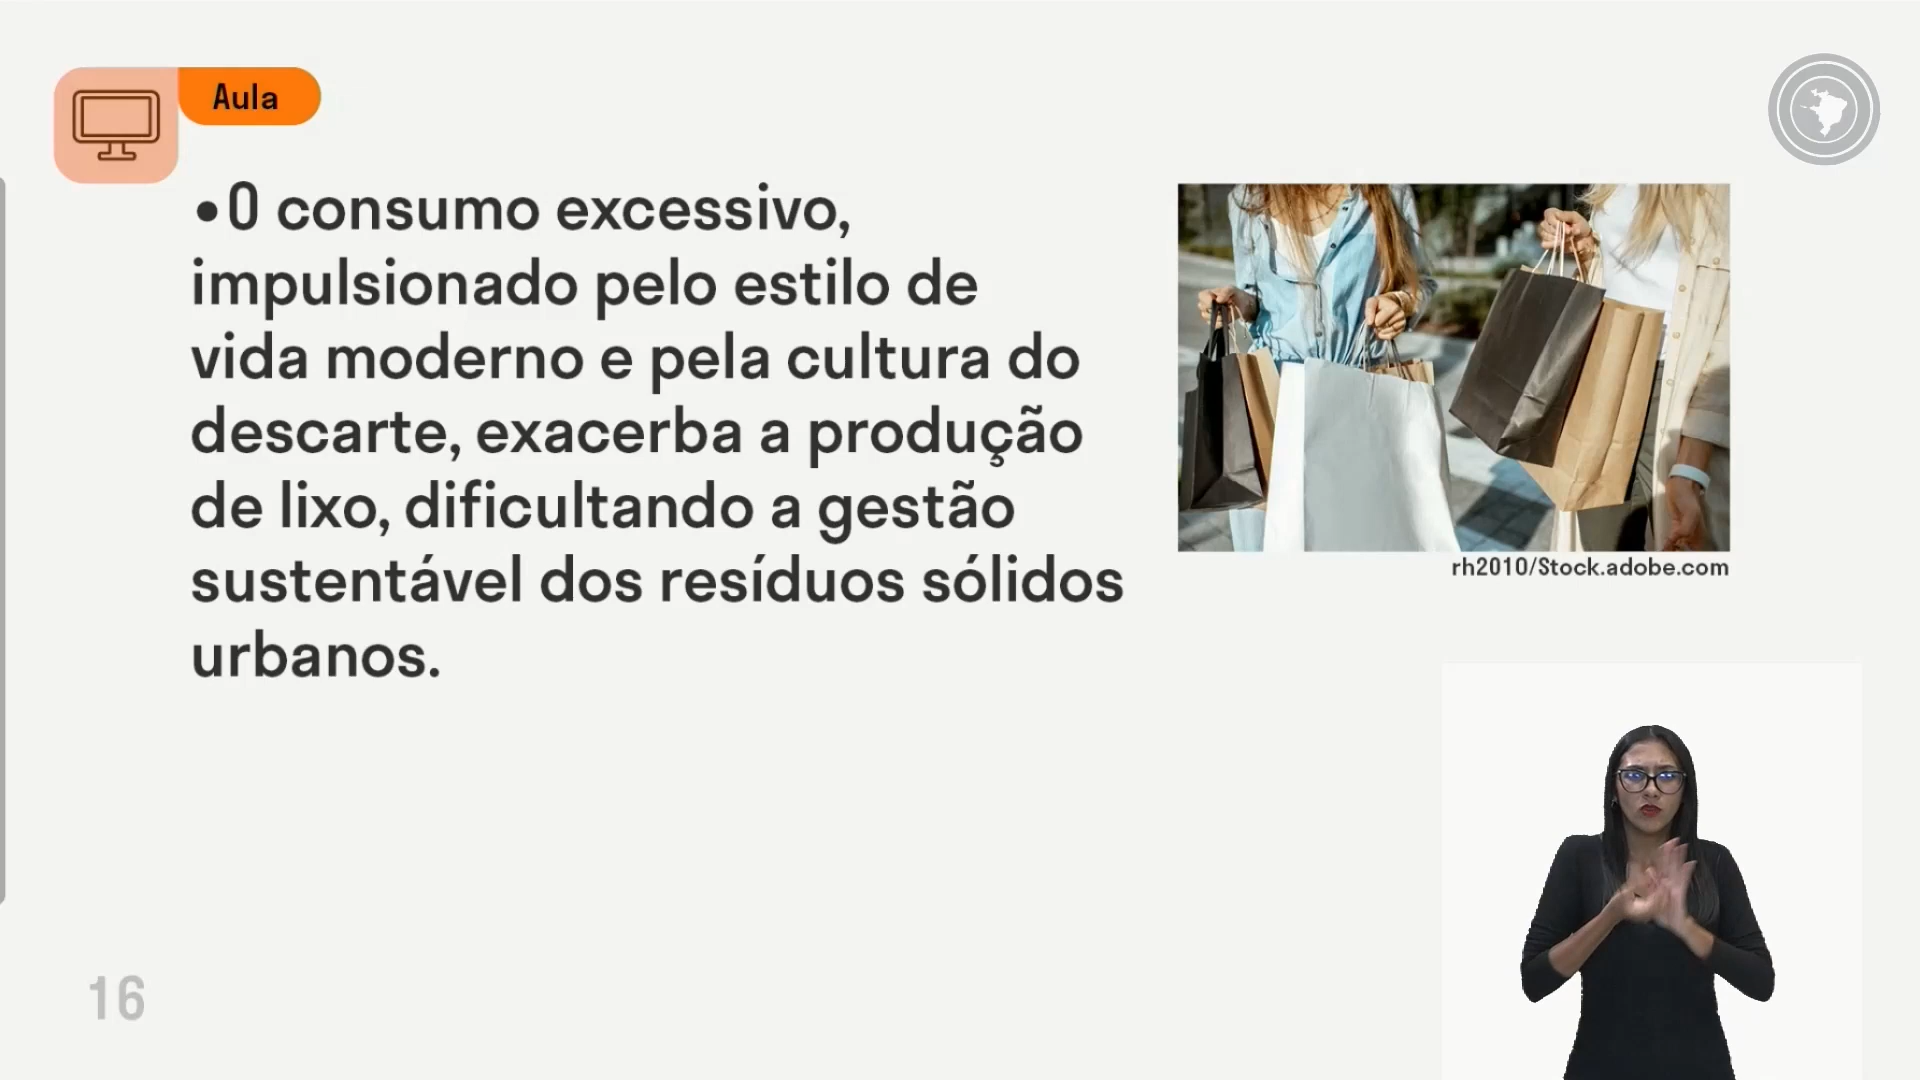 Aula
•O consumo excessivo,
impulsionado pelo estilo de
vida moderno e pela cultura do
descarte, exacerba a produção
de lixo, dificultando a gestão
sustentável dos resíduos sólidos
urbanos.
rh2010/Stock.adobe.com
16